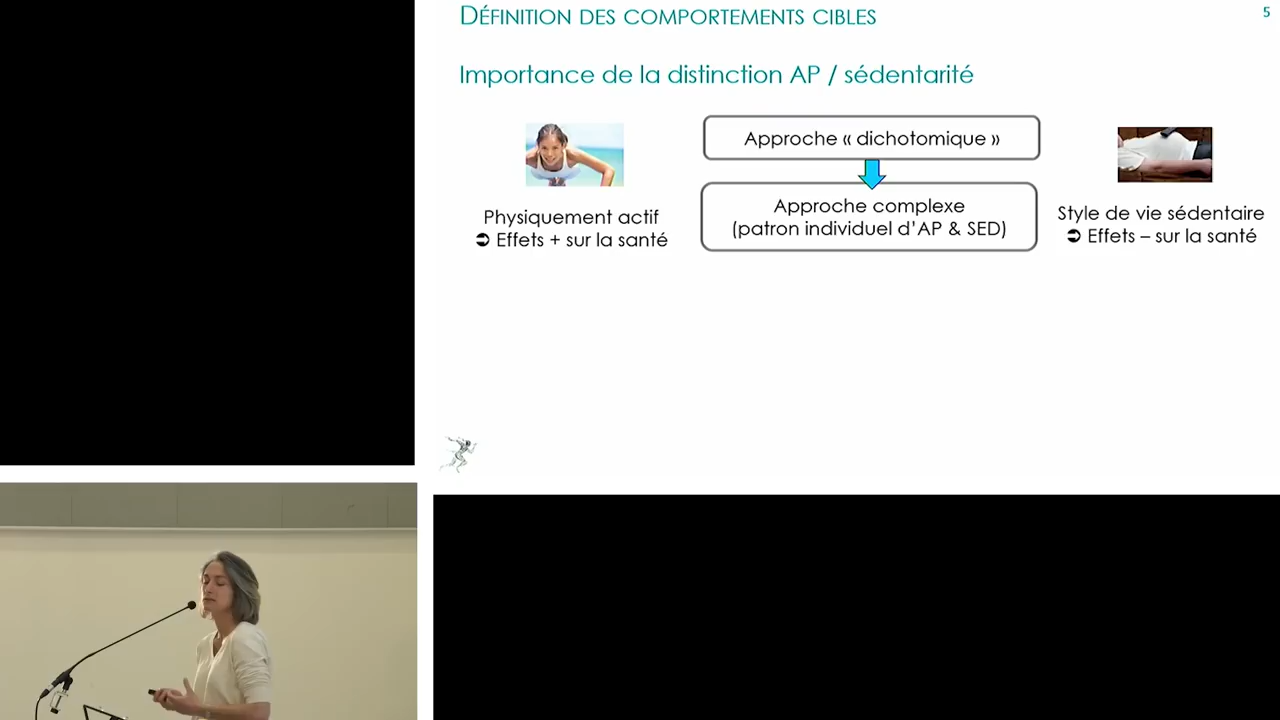 DÉFINITION DES COMPORTEMENTS CIBLES
5
Importance de la distinction AP / sédentarité
Approche « dichotomique »
Approche complexe
(patron individuel d'AP & SED)
Physiquement actif
➲ Effets + sur la santé
Style de vie sédentaire
➲ Effets – sur la santé